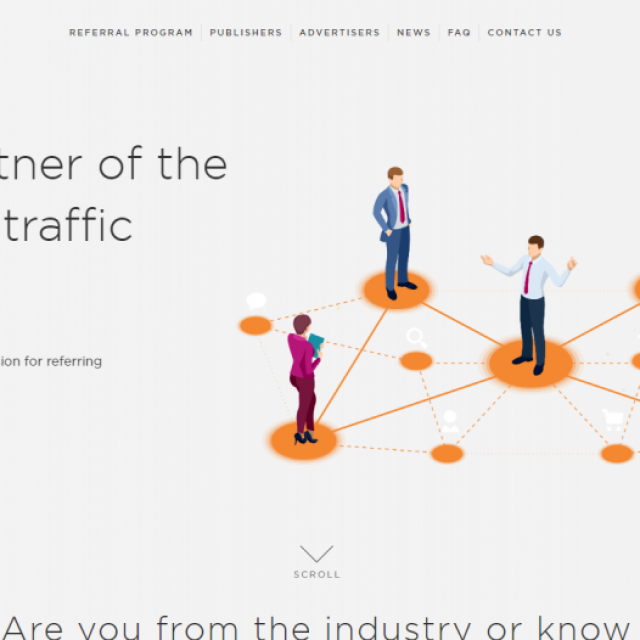 REFERRAL PROGRAM PUBLISHERS ADVERTISERS NEWS FAQ CONTACT US
tner of the
traffic
ion for referring
SCROLL
Are you from the industry or know